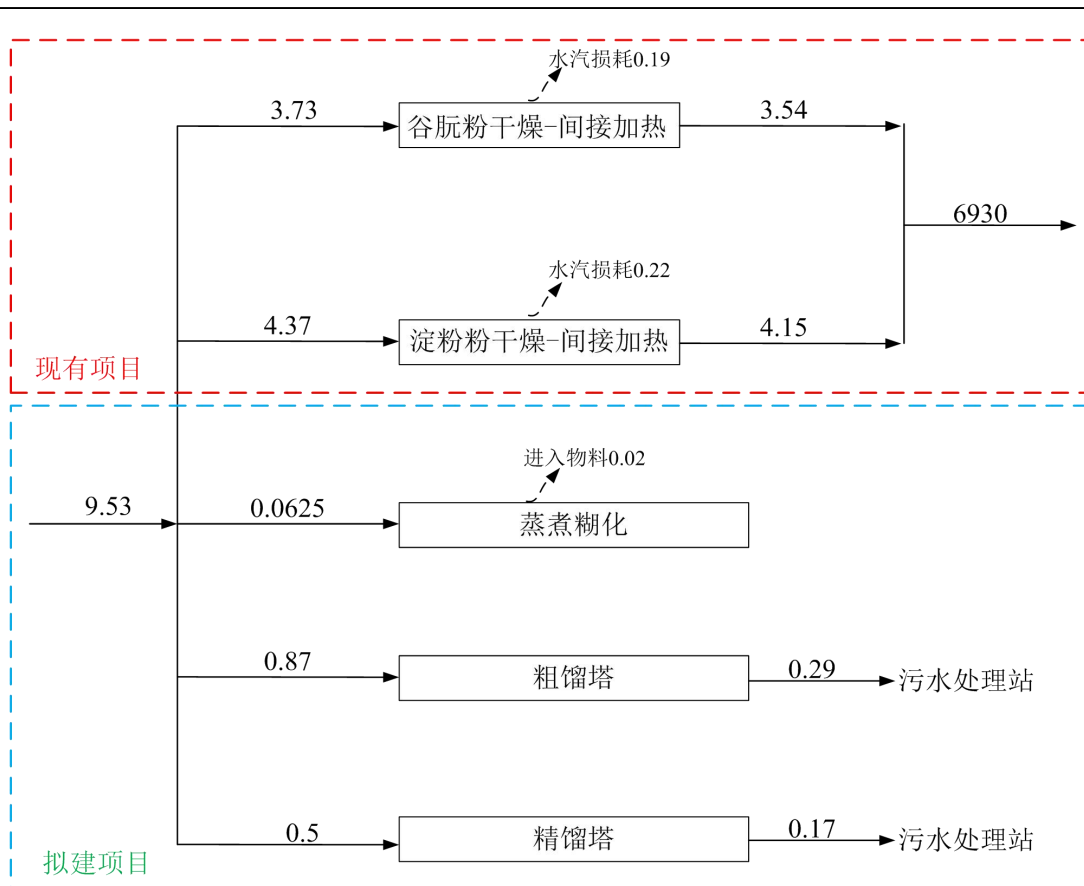 水汽损耗0.19
3.73
谷朊粉干燥-间接加热
3.54
6930
水汽损耗0.22
4.37
淀粉粉干燥-间接加热
4.15
现有项目
进入物料0.02
9.53
0.0625
蒸煮糊化
0.87
粗馏塔
0.29
污水处理站
0.5
精馏塔
0.17
污水处理站
拟建项目